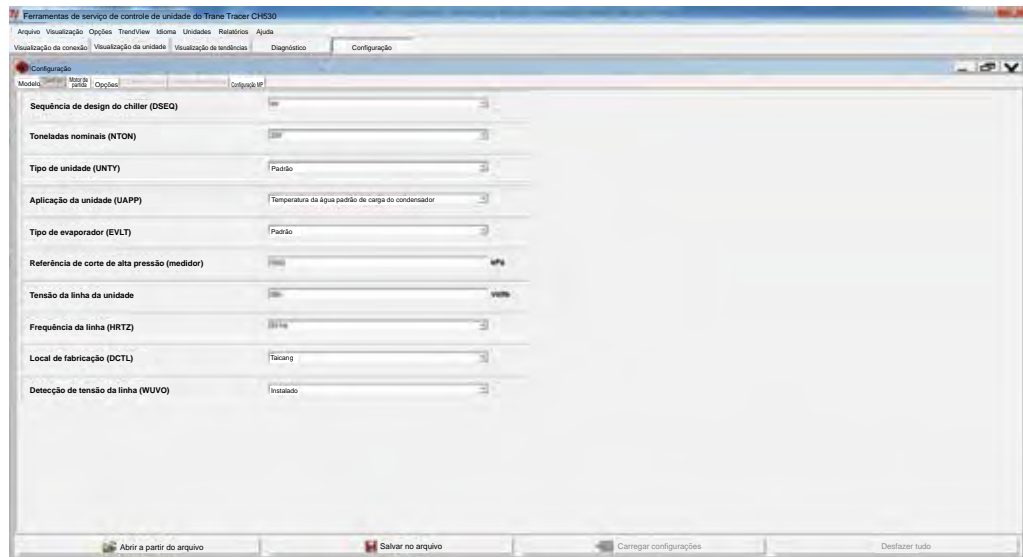 Ferramentas de serviço de controle de unidade do Trane Tracer CH530
Arquivo Visualização Opções TrendView Idioma Unidades Relatórios Ajuda
Visualização da conexão Visualização da unidade Visualização de tendências Diagnóstico Configuração
Configuração
Modelo Motor de partida Opções Configuração MP
Sequência de design do chiller (DSEQ)
Toneladas nominais (NTON)
Tipo de unidade (UNTY) Padrão
Aplicação da unidade (UAPP) Temperatura da água padrão de carga do condensador
Tipo de evaporador (EVLT) Padrão
Referência de corte de alta pressão (medidor) kPa
Tensão da linha da unidade Volts
Frequência da linha (HRTZ)
Local de fabricação (DCTL) Taicang
Detecção de tensão da linha (WUVO) Instalado
Abrir a partir do arquivo Salvar no arquivo Carregar configurações Desfazer tudo